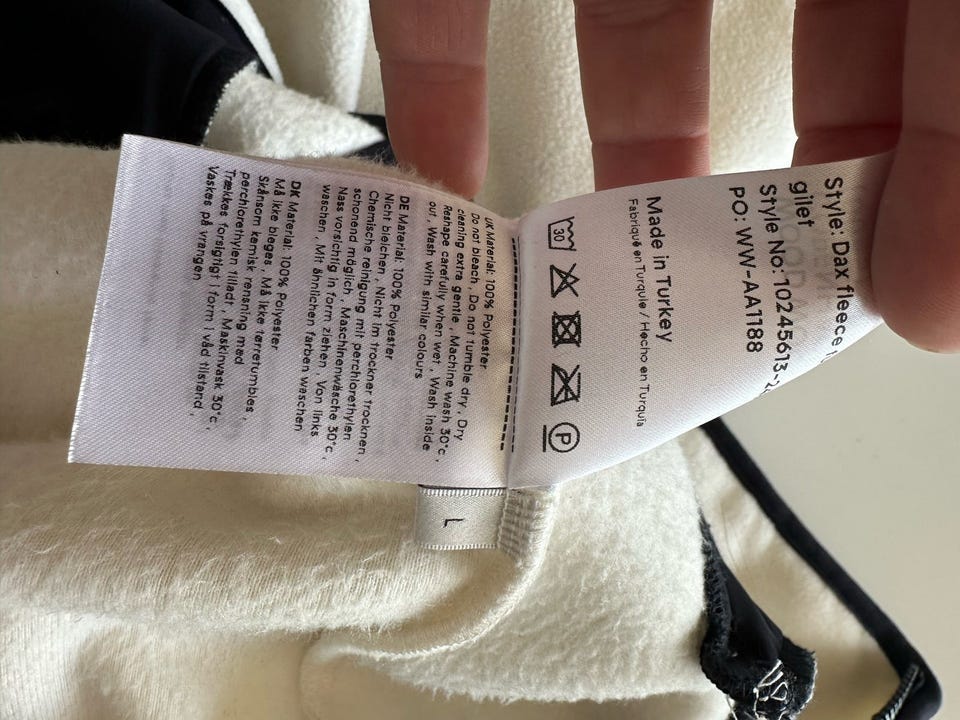 Style: Dax fleece
gilet
Style No: 10245613-2
PO: WW-AA1188
Made in Turkey
Fabriqué en Turquie / Hecho en Turquía
30
P
UK Material: 100% Polyester
Do not bleach , Do not tumble dry , Dry
cleaning extra gentle , Machine wash 30°c ,
Reshape carefully when wet , Wash inside
out , Wash with similar colours
DE Material: 100% Polyester
Nicht bleichen , Nicht im trockner trocknen ,
Chemische reinigung mit perchlorethylen
schonend möglich , Maschinenwäsche 30°c ,
Nass vorsichtig in form ziehen , Von links
waschen , Mit ähnlichen farben waschen
DK Material: 100% Polyester
Må ikke bleges , Må ikke tørretumbles ,
Skånsom kemisk rensning med
perchlorethylen tilladt , Maskinvask 30°c ,
Trækkes forsigtigt i form i våd tilstand ,
Vaskes på vrangen
L